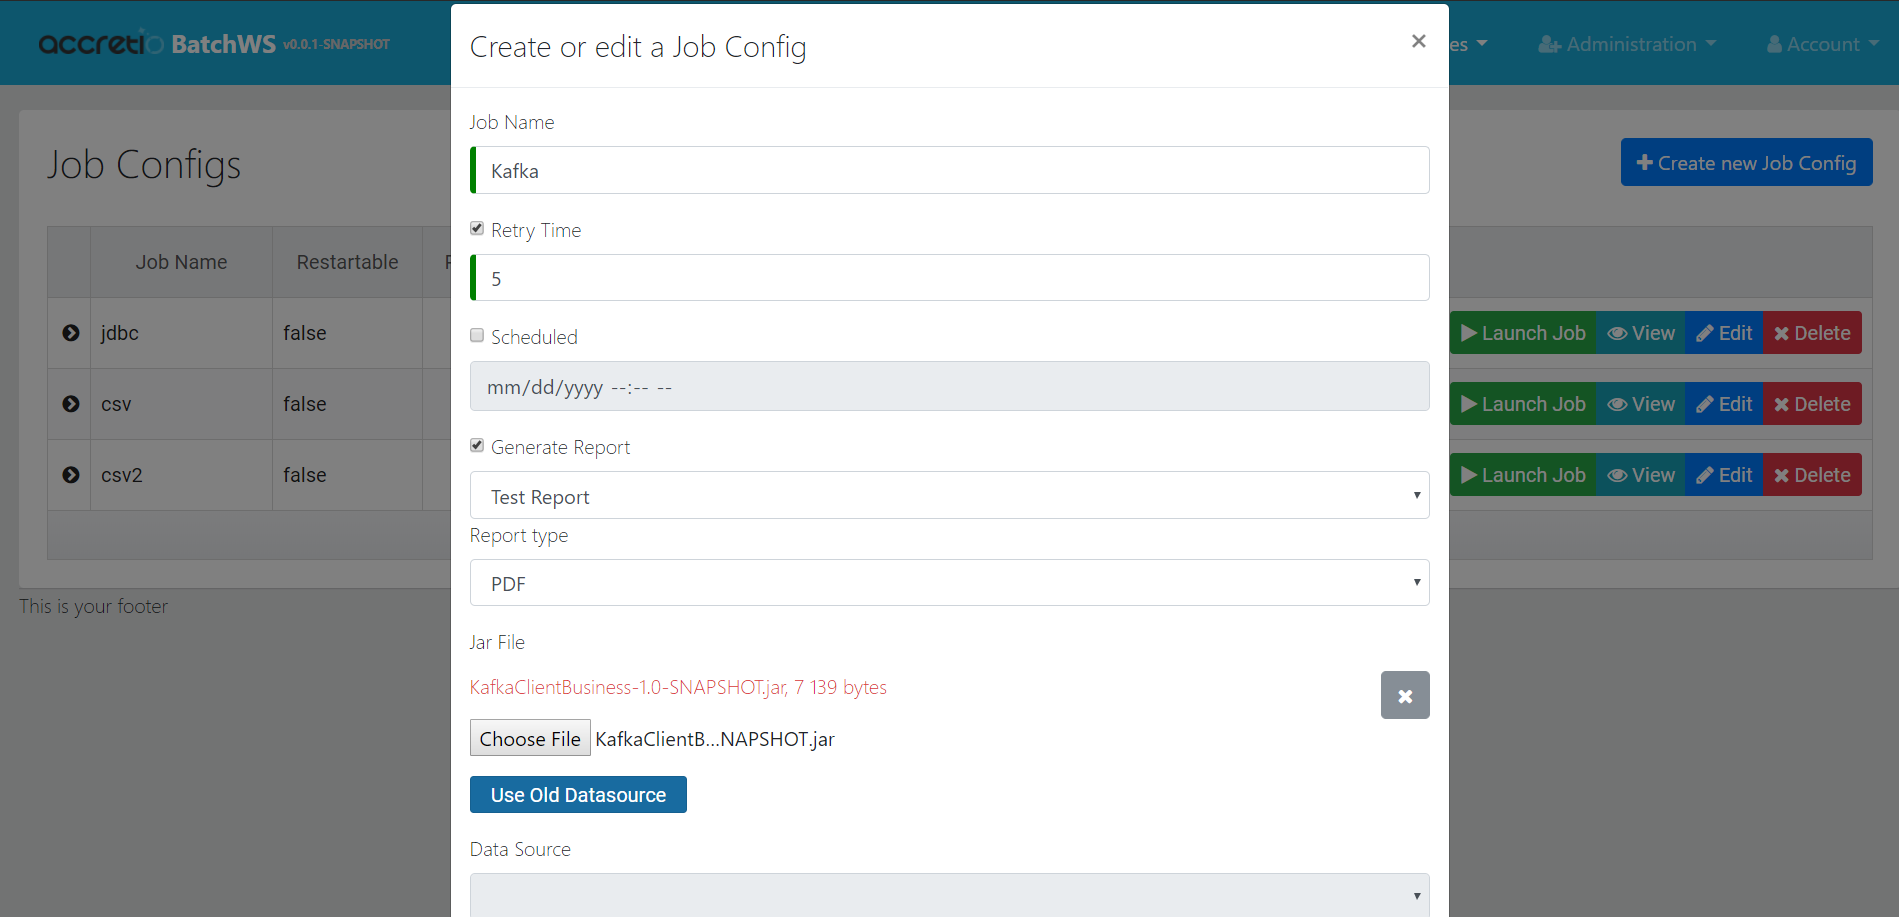 accretio BatchWS v0.0.1-SNAPSHOT
es
Administration
Account
Create or edit a Job Config
×
Job Configs
Create new Job Config
Job Name
Restartable
jdbc
false
Launch Job
View
Edit
Delete
csv
false
Launch Job
View
Edit
Delete
csv2
false
Launch Job
View
Edit
Delete
This is your footer
Job Name
Kafka
Retry Time
5
Scheduled
mm/dd/yyyy --:-- --
Generate Report
Test Report
Report type
PDF
Jar File
KafkaClientBusiness-1.0-SNAPSHOT.jar, 7 139 bytes
Choose File KafkaClientB...NAPSHOT.jar
Use Old Datasource
Data Source